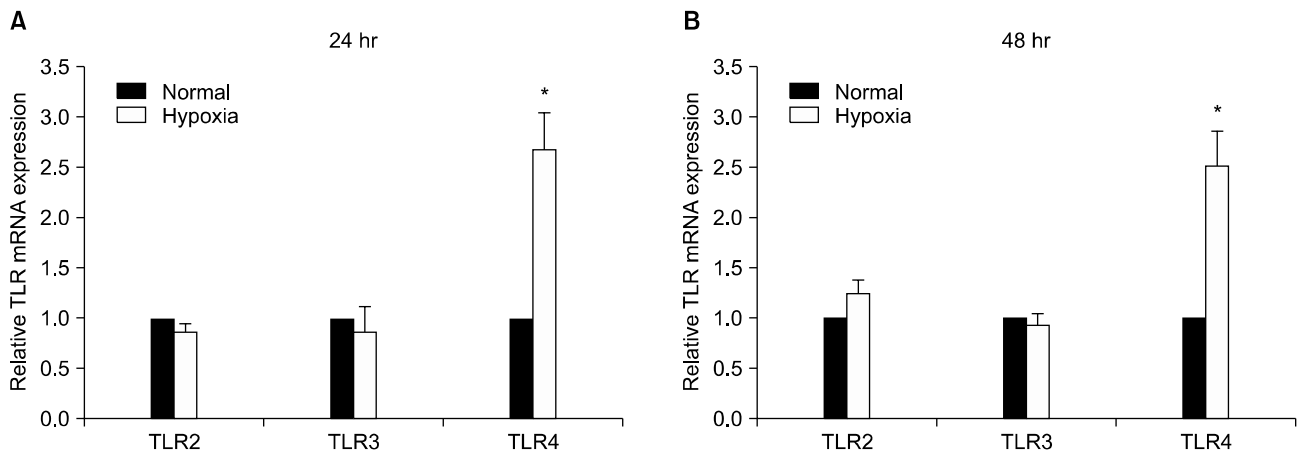 A
24 hr
Relative TLR mRNA expression
3.5
3.0
2.5
2.0
1.5
1.0
0.5
0.0
Normal
Hypoxia
*
TLR2 TLR3 TLR4
B
48 hr
Relative TLR mRNA expression
3.5
3.0
2.5
2.0
1.5
1.0
0.5
0.0
Normal
Hypoxia
*
TLR2 TLR3 TLR4